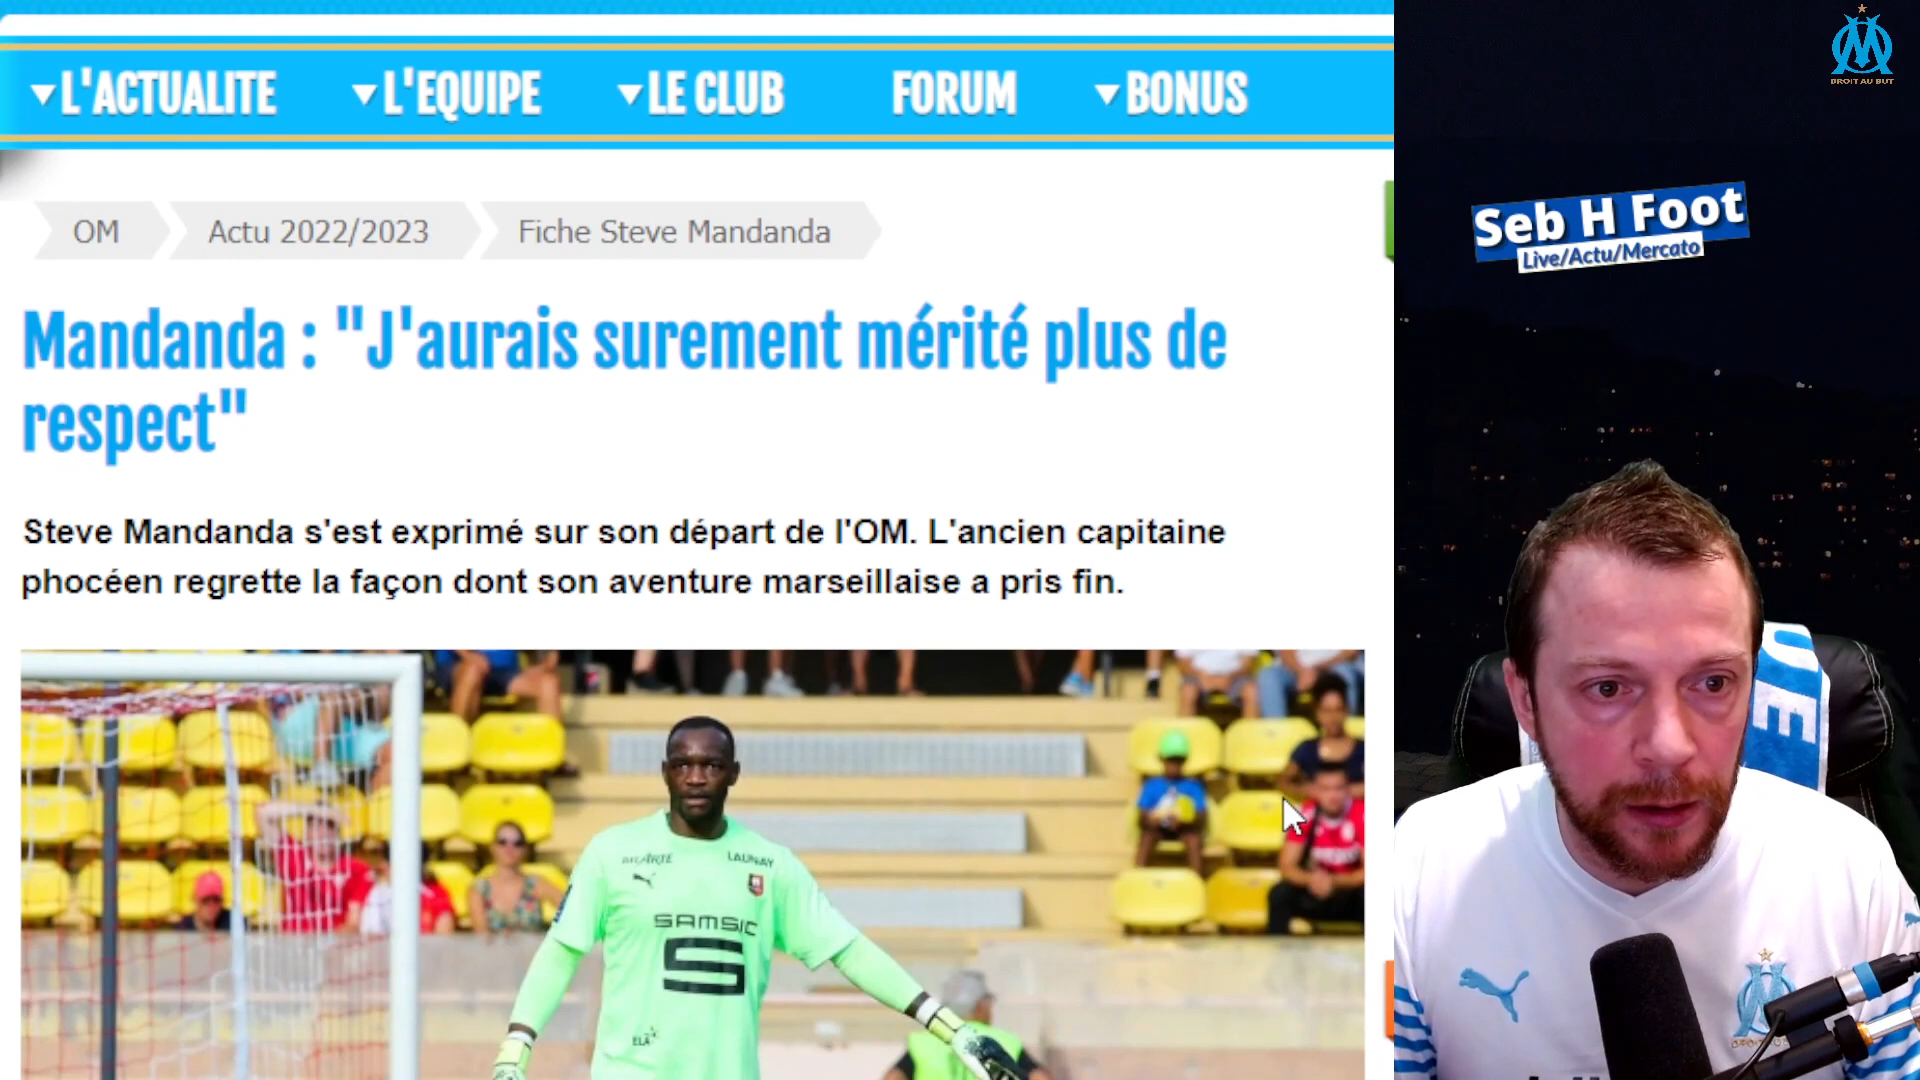 L'ACTUALITE
L'EQUIPE
LE CLUB
FORUM
BONUS
OM
Actu 2022/2023
Fiche Steve Mandanda
Mandanda : "J'aurais surement mérité plus de
respect"
Steve Mandanda s'est exprimé sur son départ de l'OM. L'ancien capitaine
phocéen regrette la façon dont son aventure marseillaise a pris fin.
LAUNAY
SAMSIC
S
ELA
DROIT AU BUT
Seb H Foot
Live/Actu/Mercato